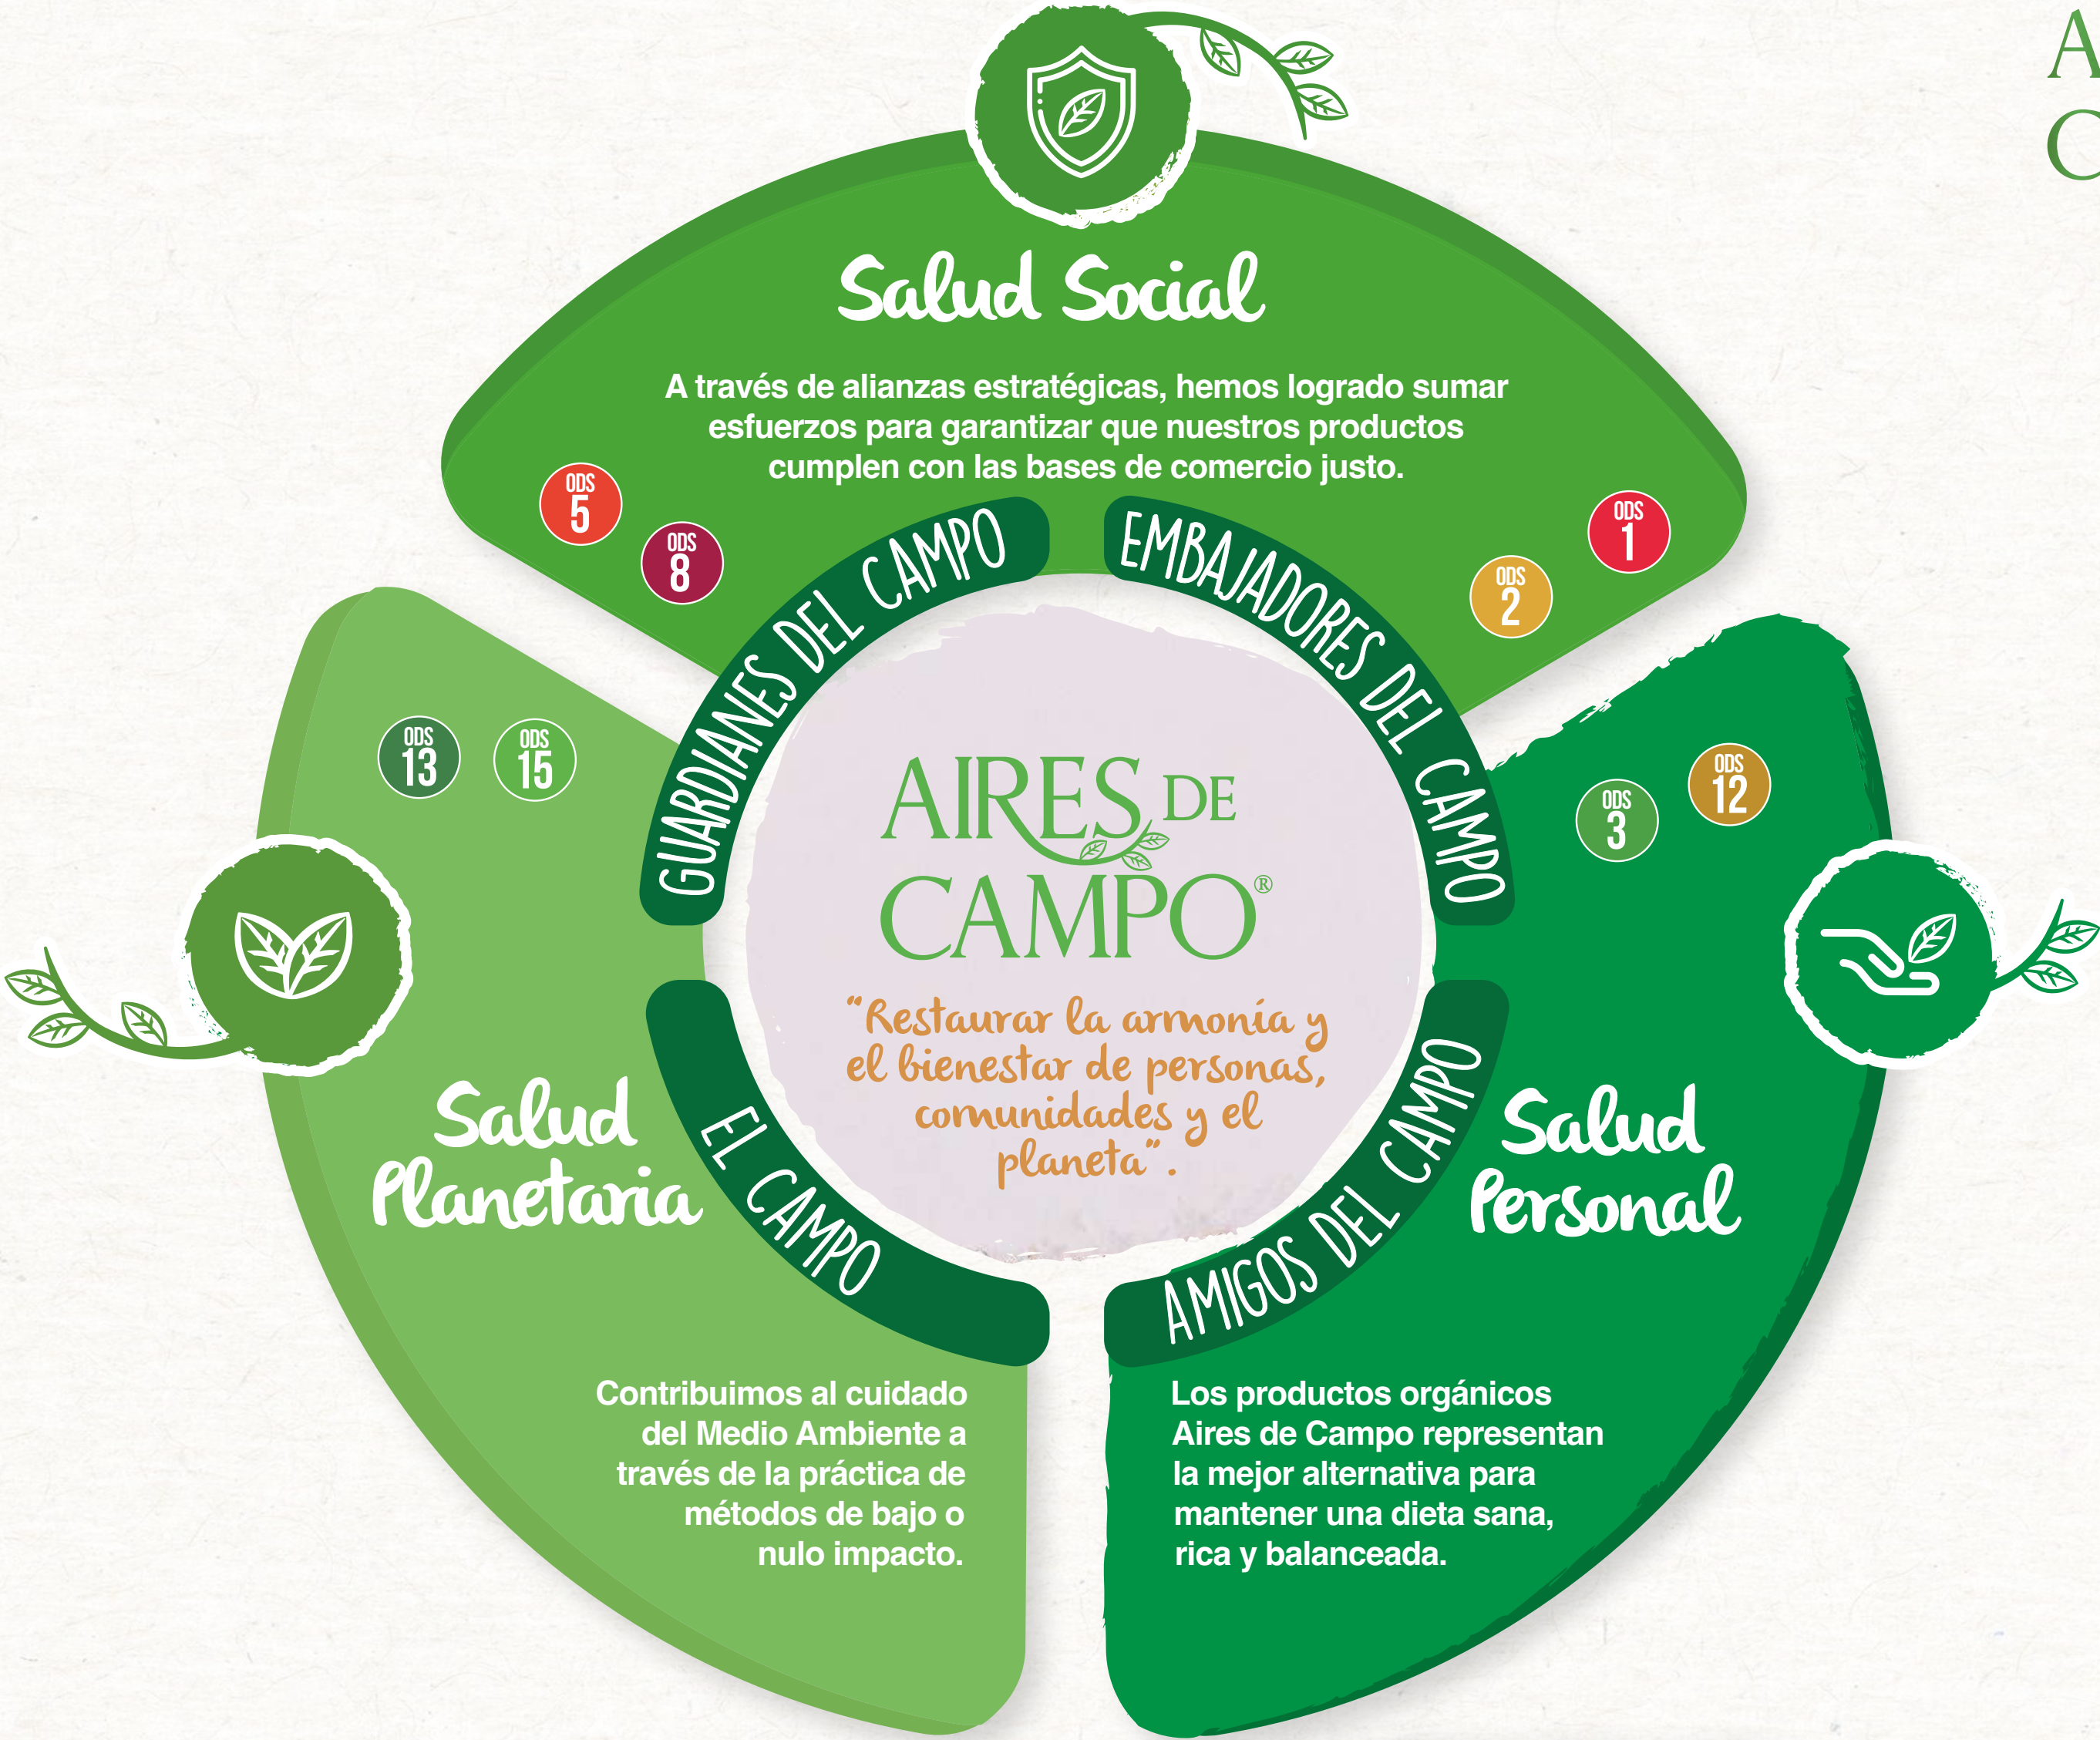 A
C
Salud Social
A través de alianzas estratégicas, hemos logrado sumar
esfuerzos para garantizar que nuestros productos
cumplen con las bases de comercio justo.
ODS
5
ODS
8
ODS
1
ODS
2
GUARDIANES DEL CAMPO
EMBAJADORES DEL CAMPO
ODS
13
ODS
15
ODS
3
ODS
12
AIRES DE
CAMPO®
“Restaurar la armonía y
el bienestar de personas,
comunidades y el
planeta”.
Salud
Planetaria
EL CAMPO
AMIGOS DEL CAMPO
Salud
Personal
Contribuimos al cuidado
del Medio Ambiente a
través de la práctica de
métodos de bajo o
nulo impacto.
Los productos orgánicos
Aires de Campo representan
la mejor alternativa para
mantener una dieta sana,
rica y balanceada.